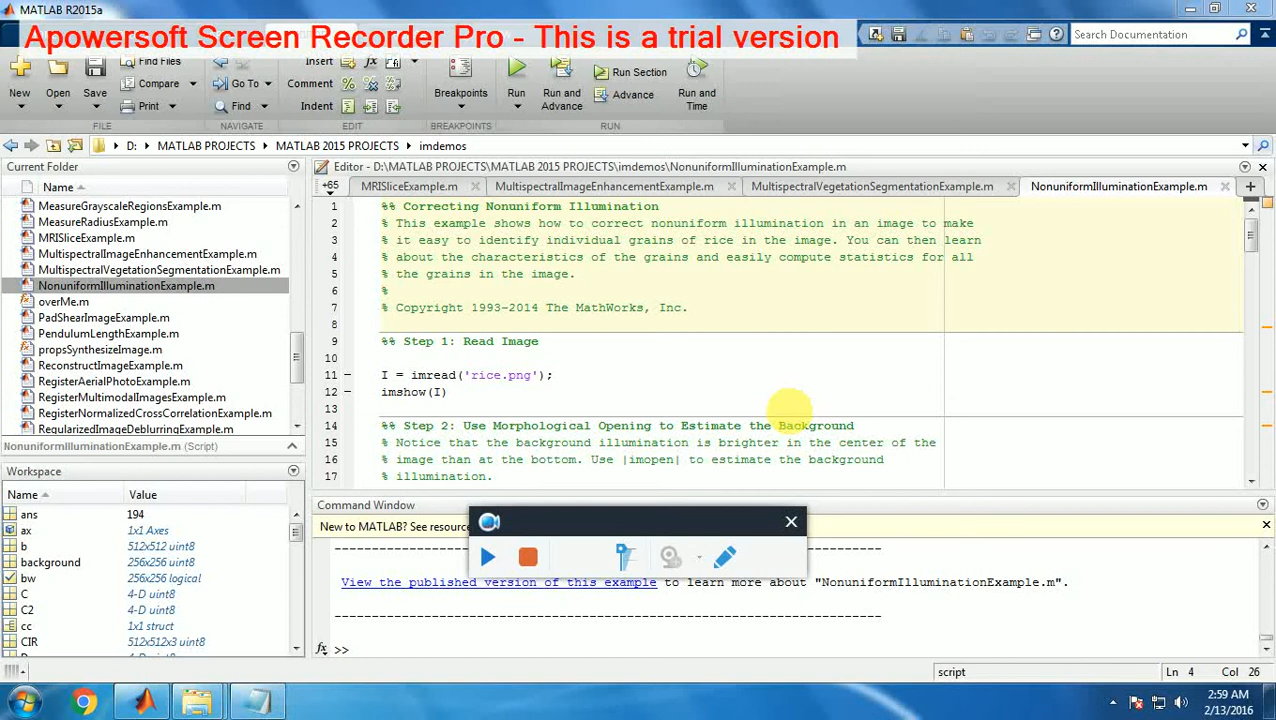 MATLAB R2015a
Apowersoft Screen Recorder Pro - This is a trial version
Search Documentation
New
Open
Save
Find Files
Compare
Print
FILE
Go To
Find
NAVIGATE
Insert
Comment
Indent
EDIT
Breakpoints
BREAKPOINTS
Run
Run and
Advance
Run Section
Advance
Run and
Time
RUN
D: MATLAB PROJECTS MATLAB 2015 PROJECTS imdemos
Current Folder
Name
MeasureGrayscaleRegionsExample.m
MeasureRadiusExample.m
MRISliceExample.m
MultispectralImageEnhancementExample.m
MultispectralVegetationSegmentationExample.m
NonuniformIlluminationExample.m
overMe.m
PadShearImageExample.m
PendulumLengthExample.m
propsSynthesizeImage.m
ReconstructImageExample.m
RegisterAerialPhotoExample.m
RegisterMultimodalImagesExample.m
RegisterNormalizedCrossCorrelationExample.m
RegularizedImageDeblurringExample.m
NonuniformIlluminationExample.m (Script)
Workspace
Name Value
ans 194
ax 1x1 Axes
b 512x512 uint8
background 256x256 uint8
bw 256x256 logical
C 4-D uint8
C2 4-D uint8
cc 1x1 struct
CIR 512x512x3 uint8
Editor - D:\MATLAB PROJECTS\MATLAB 2015 PROJECTS\imdemos\NonuniformIlluminationExample.m
+65 MRISliceExample.m MultispectralImageEnhancementExample.m MultispectralVegetationSegmentationExample.m NonuniformIlluminationExample.m
1 %% Correcting Nonuniform Illumination
2 % This example shows how to correct nonuniform illumination in an image to make
3 % it easy to identify individual grains of rice in the image. You can then learn
4 % about the characteristics of the grains and easily compute statistics for all
5 % the grains in the image.
6 %
7 % Copyright 1993-2014 The MathWorks, Inc.
8
9 %% Step 1: Read Image
10
11 I = imread('rice.png');
12 imshow(I)
13
14 %% Step 2: Use Morphological Opening to Estimate the Background
15 % Notice that the background illumination is brighter in the center of the
16 % image than at the bottom. Use |imopen| to estimate the background
17 % illumination.
Command Window
New to MATLAB? See resource
View the published version of this example to learn more about "NonuniformIlluminationExample.m".
fx >>
script Ln 4 Col 26
2:59 AM
2/13/2016